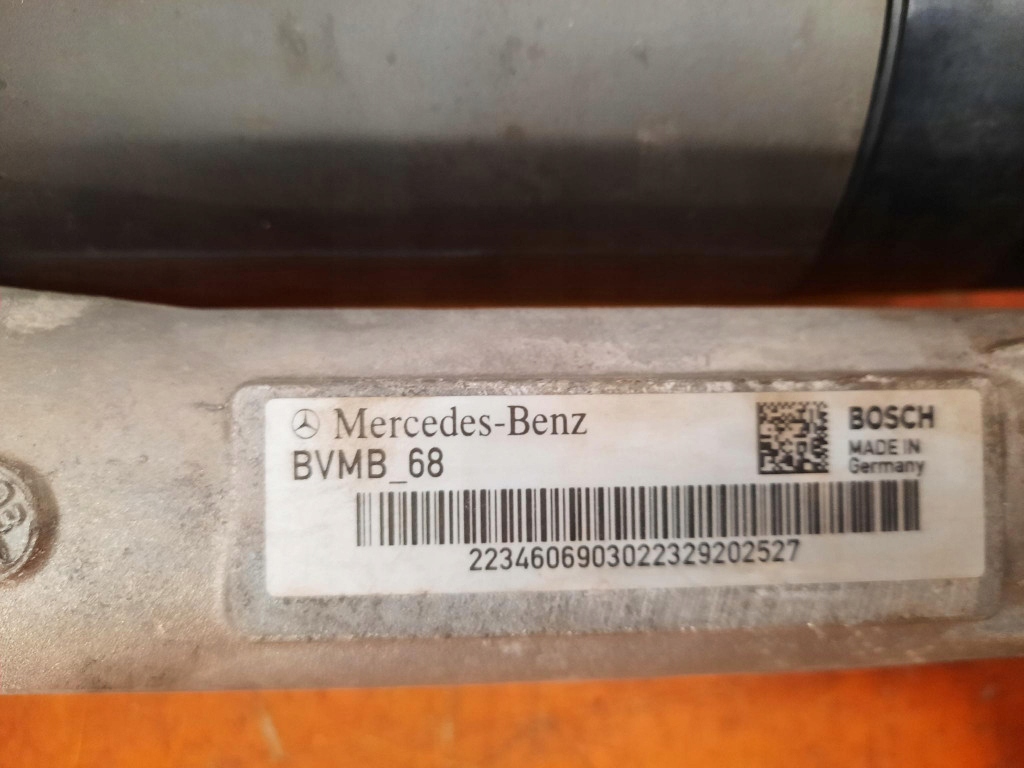 Mercedes-Benz
BVMB_68
BOSCH
MADE IN
Germany
2234606903022329202527